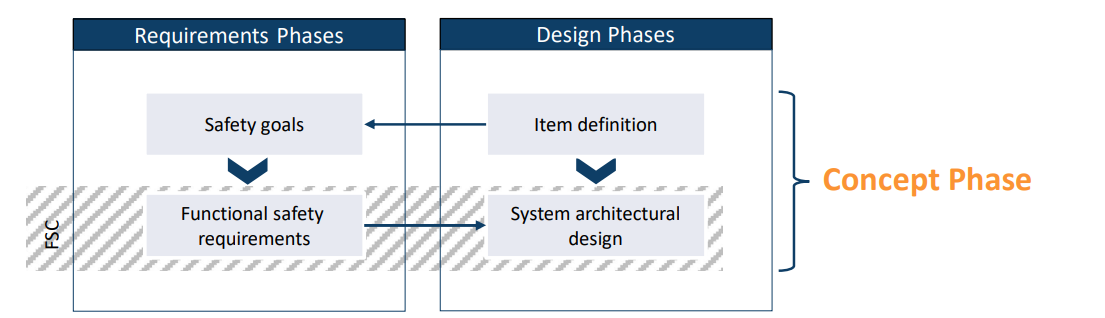 Requirements Phases
Design Phases
Safety goals
Item definition
Concept Phase
FSC
Functional safety
requirements
System architectural
design